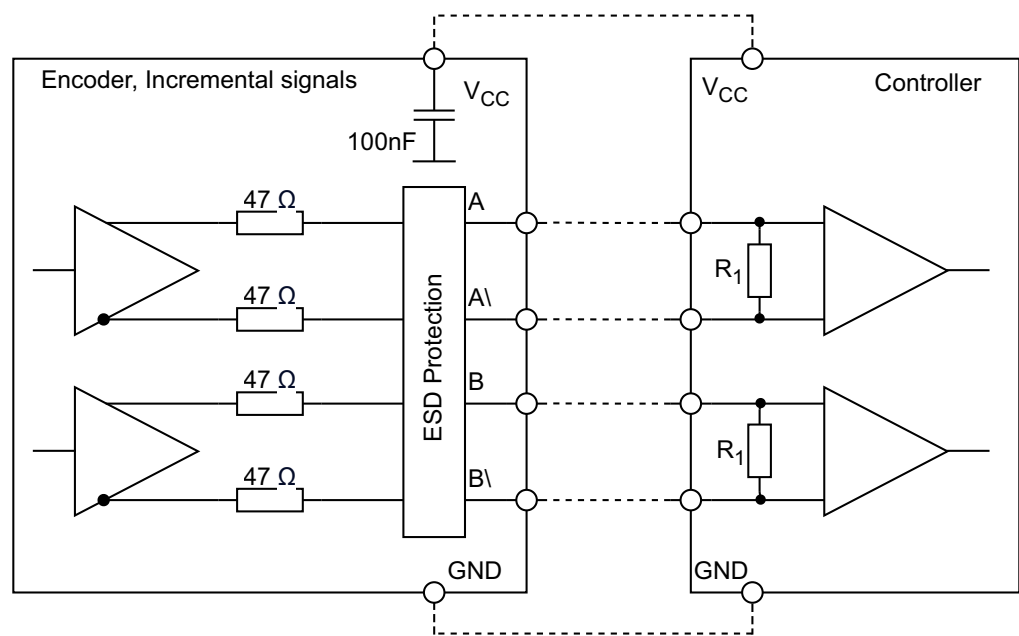 Encoder, Incremental signals
V_CC
V_CC
Controller
100nF
47 Ω
A
47 Ω
A\
R_1
47 Ω
B
47 Ω
B\
R_1
ESD Protection
GND
GND